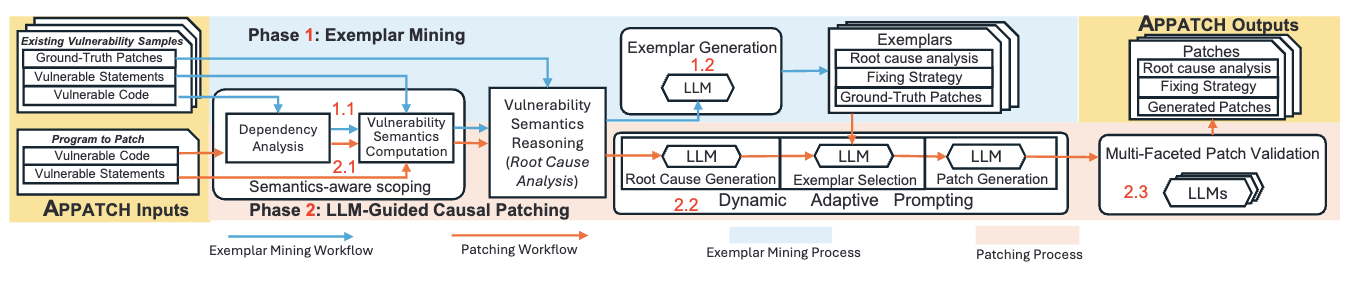 Existing Vulnerability Samples
Ground-Truth Patches
Vulnerable Statements
Vulnerable Code
Program to Patch
Vulnerable Code
Vulnerable Statements
APPATCH Inputs
Phase 1: Exemplar Mining
1.1
Dependency
Analysis
Vulnerability
Semantics
Computation
2.1
Semantics-aware scoping
Phase 2: LLM-Guided Causal Patching
Vulnerability
Semantics
Reasoning
(Root Cause
Analysis)
Exemplar Generation
1.2
LLM
Exemplars
Root cause analysis
Fixing Strategy
Ground-Truth Patches
LLM
Root Cause Generation
LLM
Exemplar Selection
LLM
Patch Generation
2.2 Dynamic Adaptive Prompting
APPATCH Outputs
Patches
Root cause analysis
Fixing Strategy
Generated Patches
Multi-Faceted Patch Validation
2.3
LLMs
Exemplar Mining Workflow
Patching Workflow
Exemplar Mining Process
Patching Process